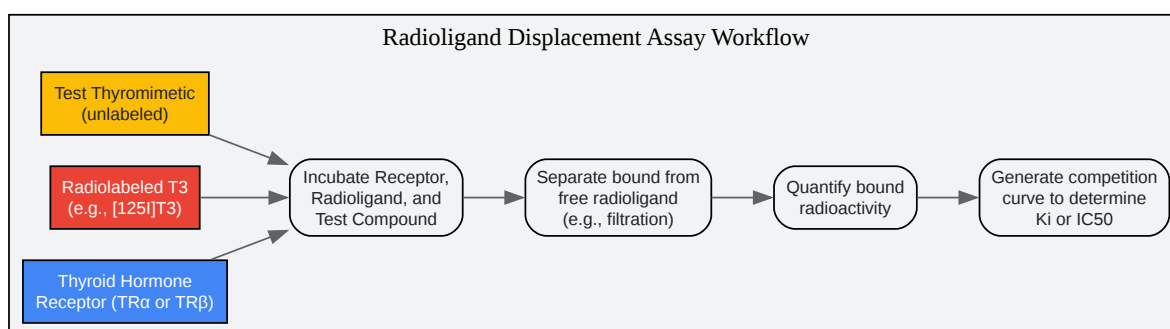 Radioligand Displacement Assay Workflow
Test Thyromimetic
(unlabeled)
Radiolabeled T3
(e.g., [125I]T3)
Thyroid Hormone
Receptor (TRα or TRβ)
Incubate Receptor,
Radioligand, and
Test Compound
Separate bound from
free radioligand
(e.g., filtration)
Quantify bound
radioactivity
Generate competition
curve to determine
Ki or IC50